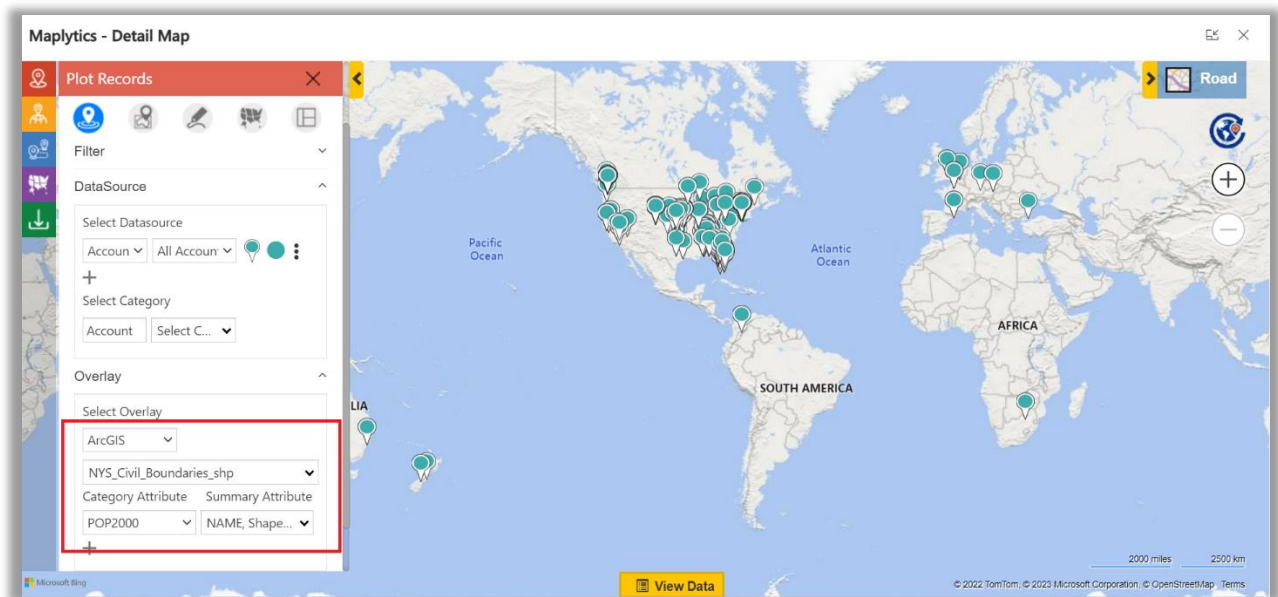 Maplytics - Detail Map
Plot Records
Road
Filter
DataSource
Select Datasource
Accoun
All Accoun
Select Category
Account
Select C...
Overlay
Select Overlay
ArcGIS
NYS_Civil_Boundaries_shp
Category Attribute
Summary Attribute
POP2000
NAME, Shape...
Pacific
Ocean
Atlantic
Ocean
AFRICA
SOUTH AMERICA
LIA
2000 miles
2500 km
Microsoft Bing
View Data
© 2022 TomTom, © 2023 Microsoft Corporation, © OpenStreetMap Terms